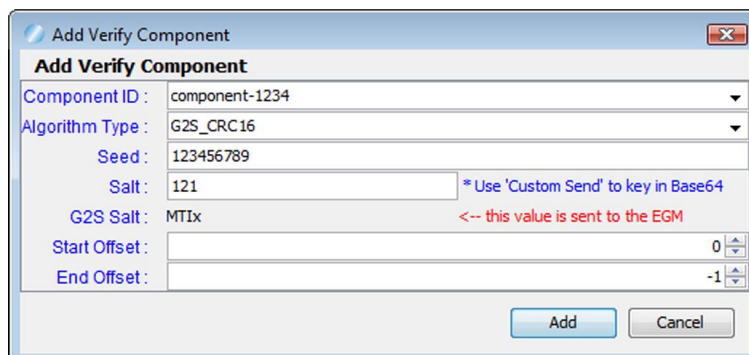 Add Verify Component
Add Verify Component
Component ID : component-1234
Algorithm Type : G2S_CRC16
Seed : 123456789
Salt : 121 * Use 'Custom Send' to key in Base64
G2S Salt : MTIx <-- this value is sent to the EGM
Start Offset : 0
End Offset : -1
Add Cancel